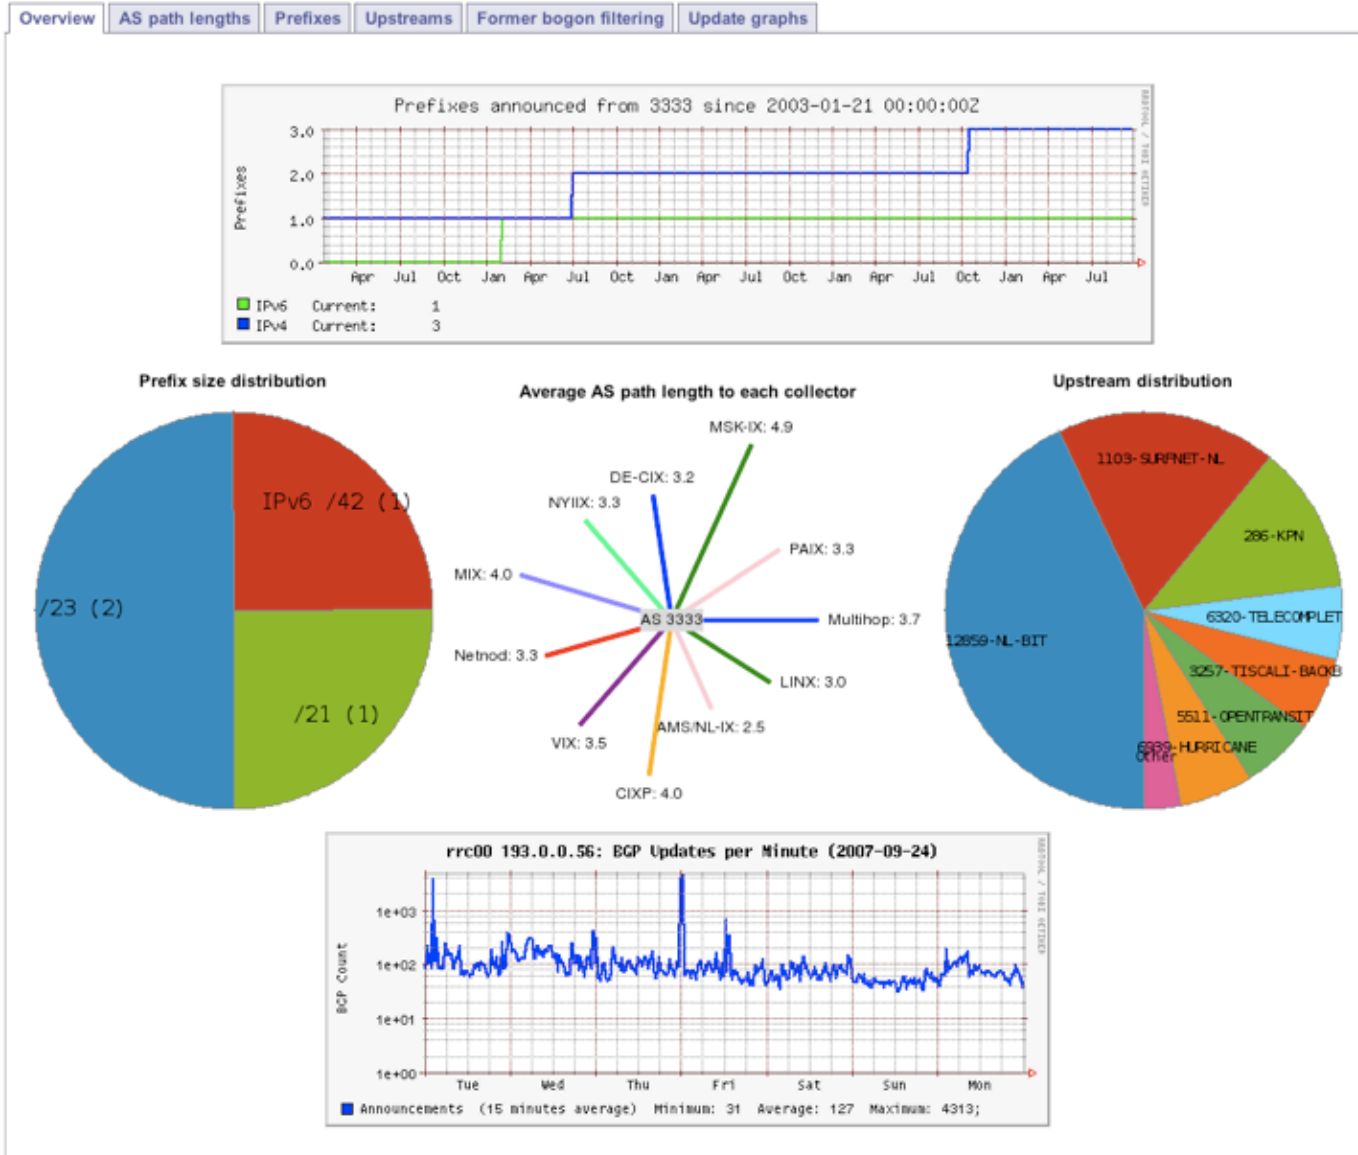 Overview AS path lengths Prefixes Upstreams Former bogon filtering Update graphs
Prefixes announced from 3333 since 2003-01-21 00:00:00Z
RRDTOOL / TOBI OETIKER
Prefixes
3.0
2.0
1.0
0.0
Apr Jul Oct Jan Apr Jul Oct Jan Apr Jul Oct Jan Apr Jul Oct Jan Apr Jul
IPv6 Current: 1
IPv4 Current: 3
Prefix size distribution
IPv6 /42 (1)
/23 (2)
/21 (1)
Average AS path length to each collector
MSK-IX: 4.9
DE-CIX: 3.2
NYIIX: 3.3
PAIX: 3.3
MIX: 4.0
AS 3333
Multihop: 3.7
Netnod: 3.3
LINX: 3.0
AMS/NL-IX: 2.5
VIX: 3.5
CIXP: 4.0
Upstream distribution
1103-SURFNET-NL
286-KPN
6320-TELECOMPLET
12859-NL-BIT
3257-TISCALI-BACKB
5511-OPENTRANSIT
6939-HURRICANE
Other
rrc00 193.0.0.56: BGP Updates per Minute (2007-09-24)
RRDTOOL / TOBI OETIKER
BGP Count
1e+03
1e+02
1e+01
1e+00
Tue Wed Thu Fri Sat Sun Mon
Announcements (15 minutes average) Minimum: 31 Average: 127 Maximum: 4313;